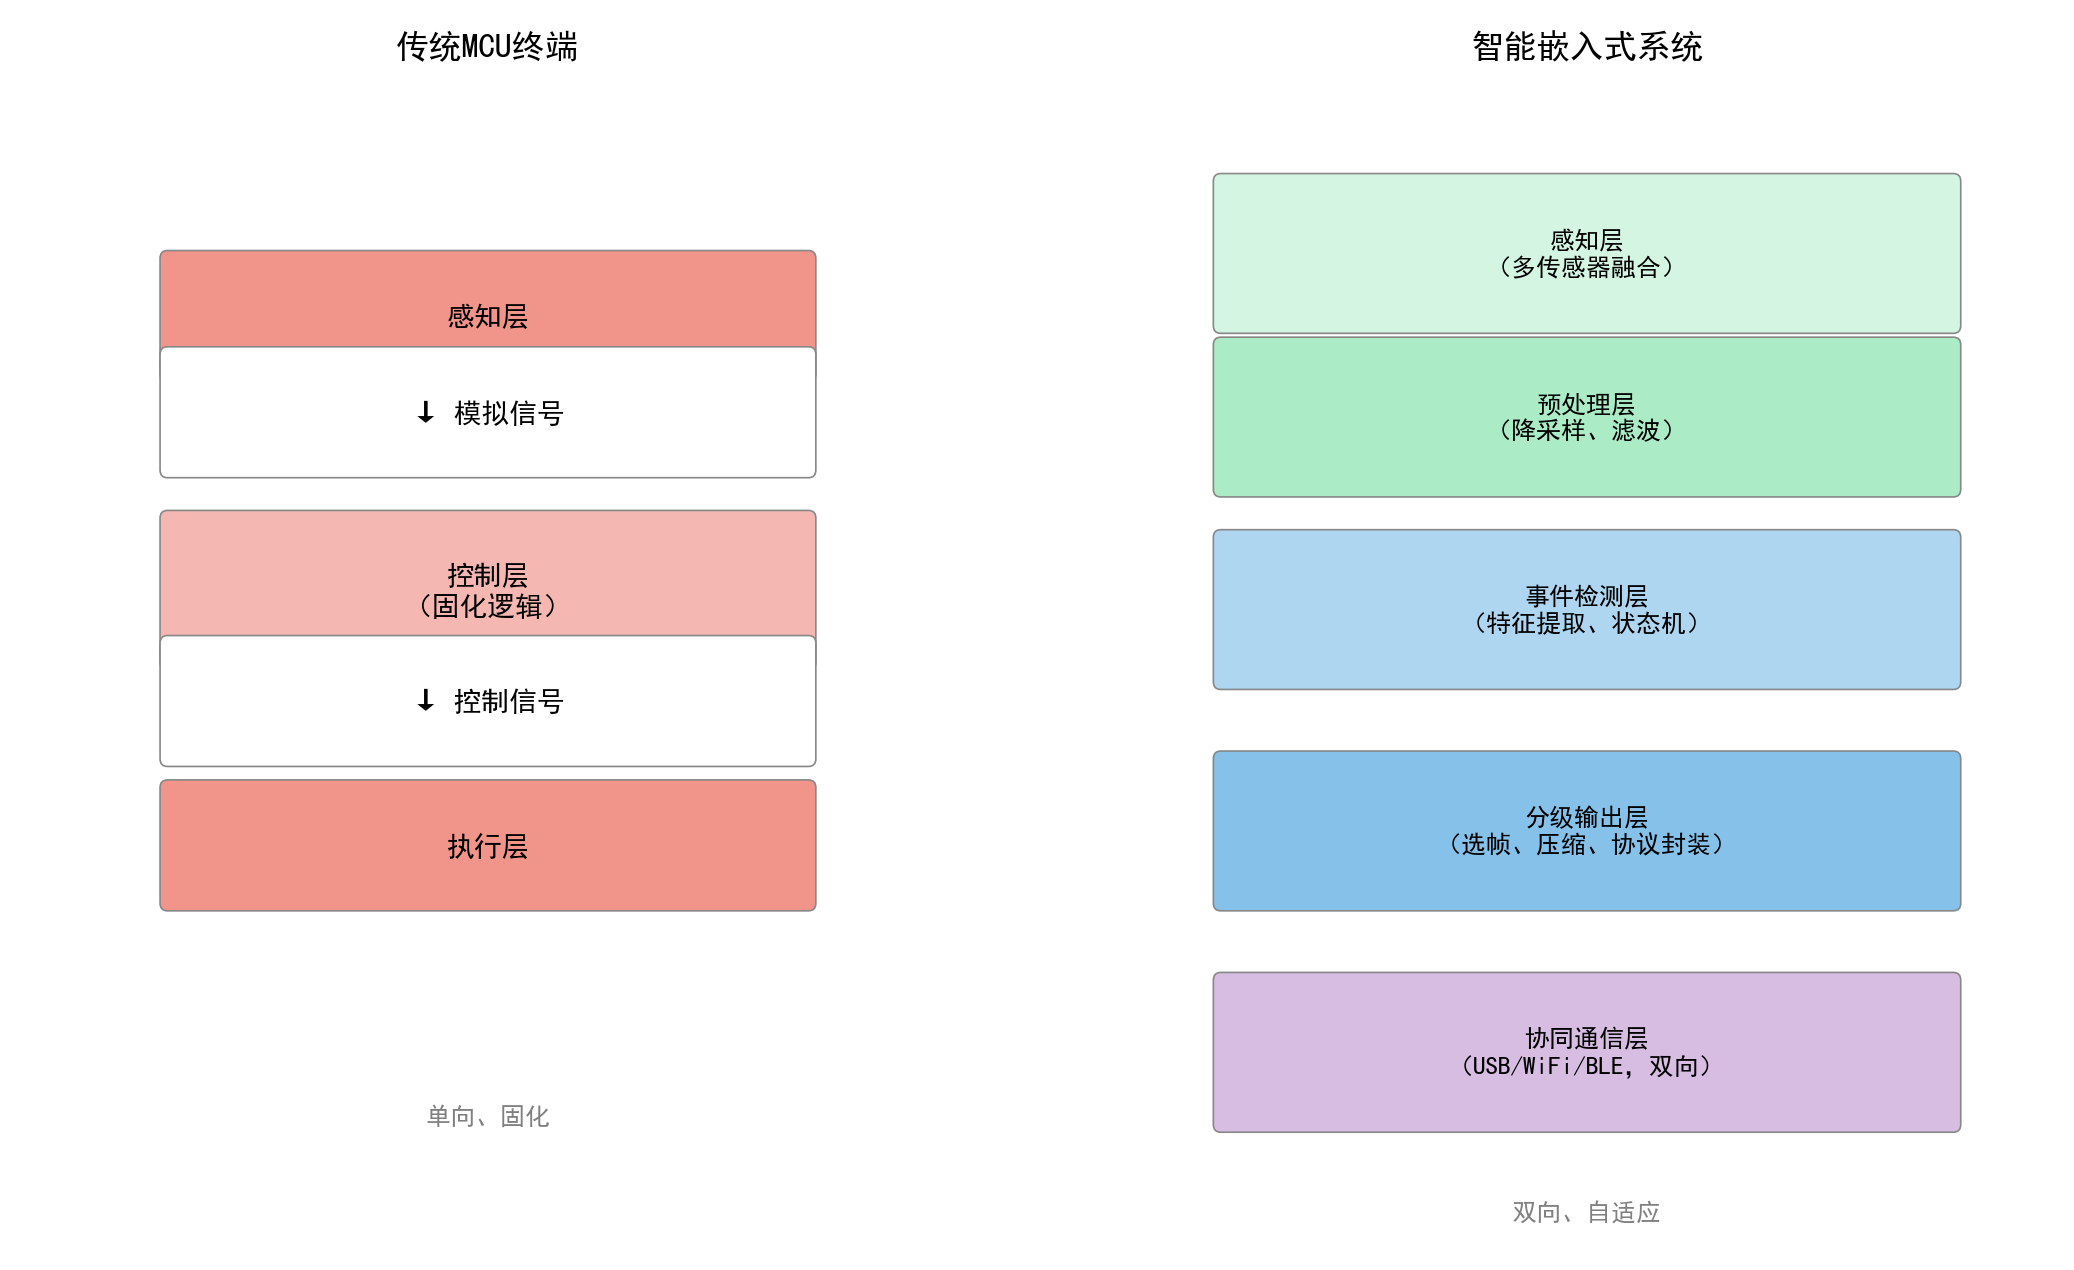 传统MCU终端
感知层
↓ 模拟信号
控制层
（固化逻辑）
↓ 控制信号
执行层
单向、固化
智能嵌入式系统
感知层
（多传感器融合）
预处理层
（降采样、滤波）
事件检测层
（特征提取、状态机）
分级输出层
（选帧、压缩、协议封装）
协同通信层
（USB/WiFi/BLE，双向）
双向、自适应